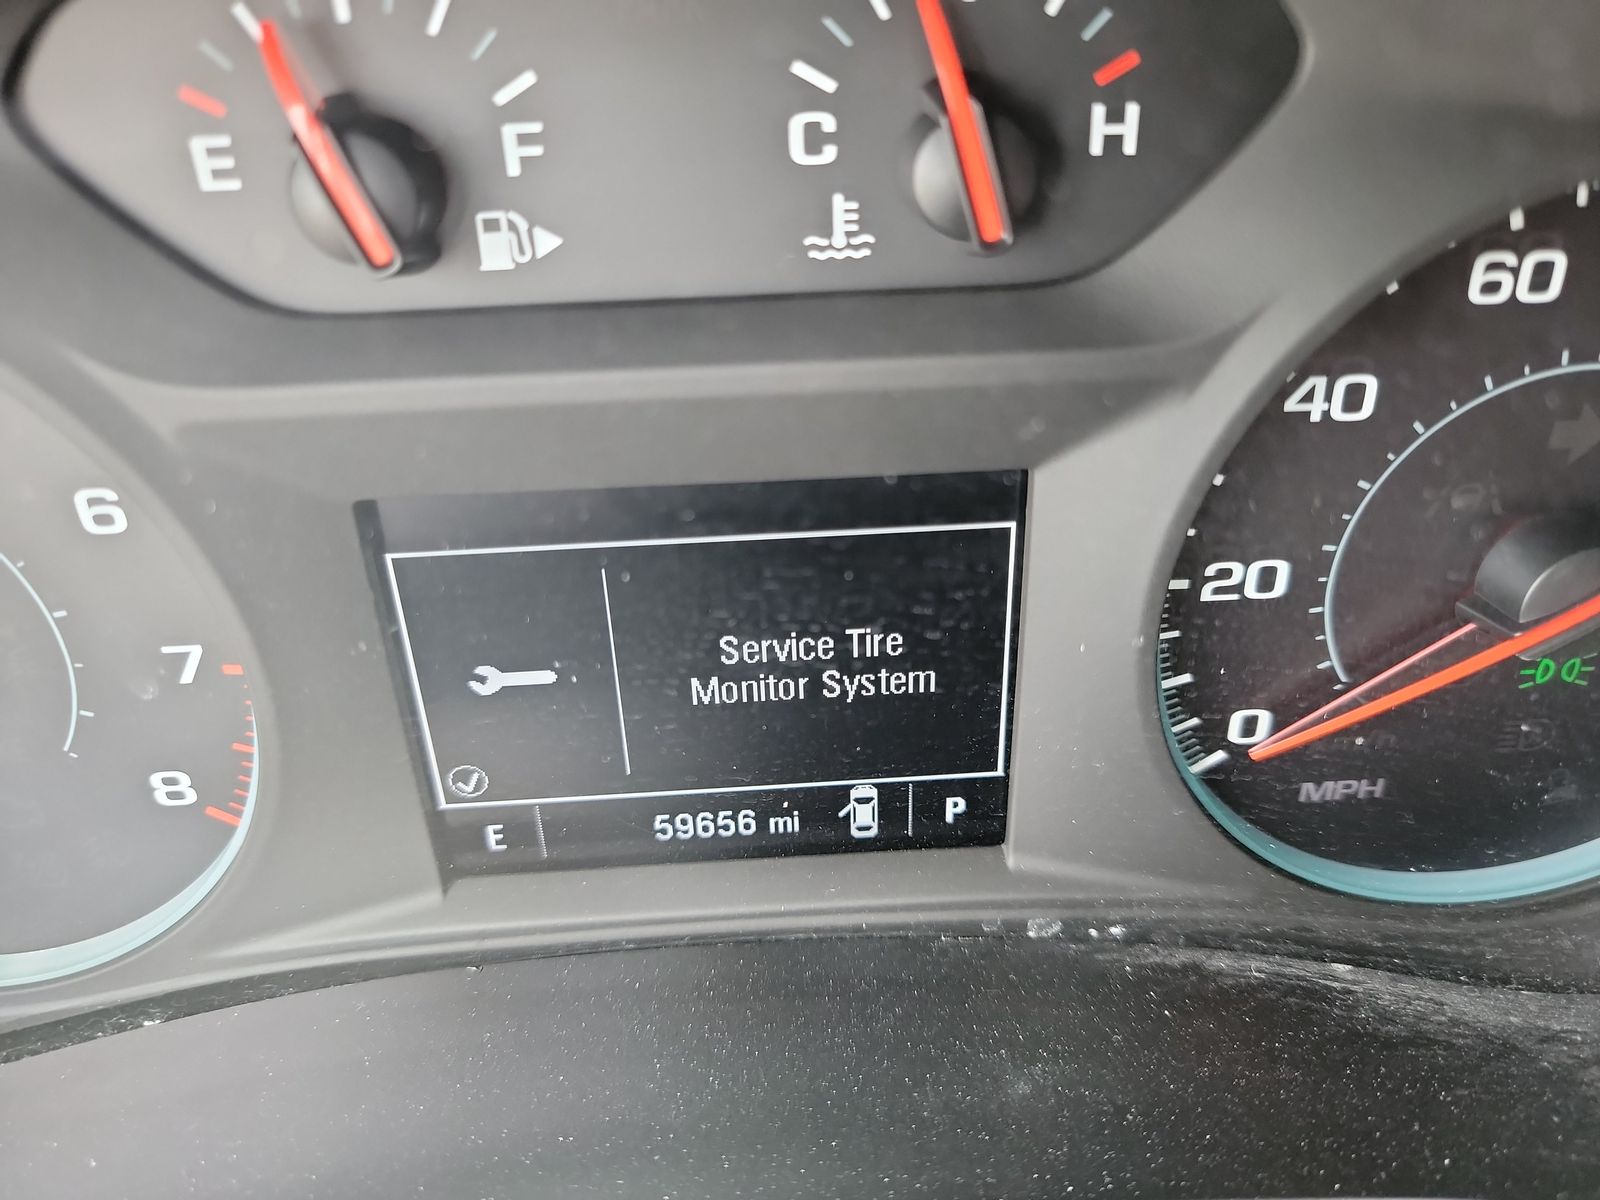 E F C H
60
40
20
0
MPH
6
7
8
Service Tire
Monitor System
E 59656 mi P